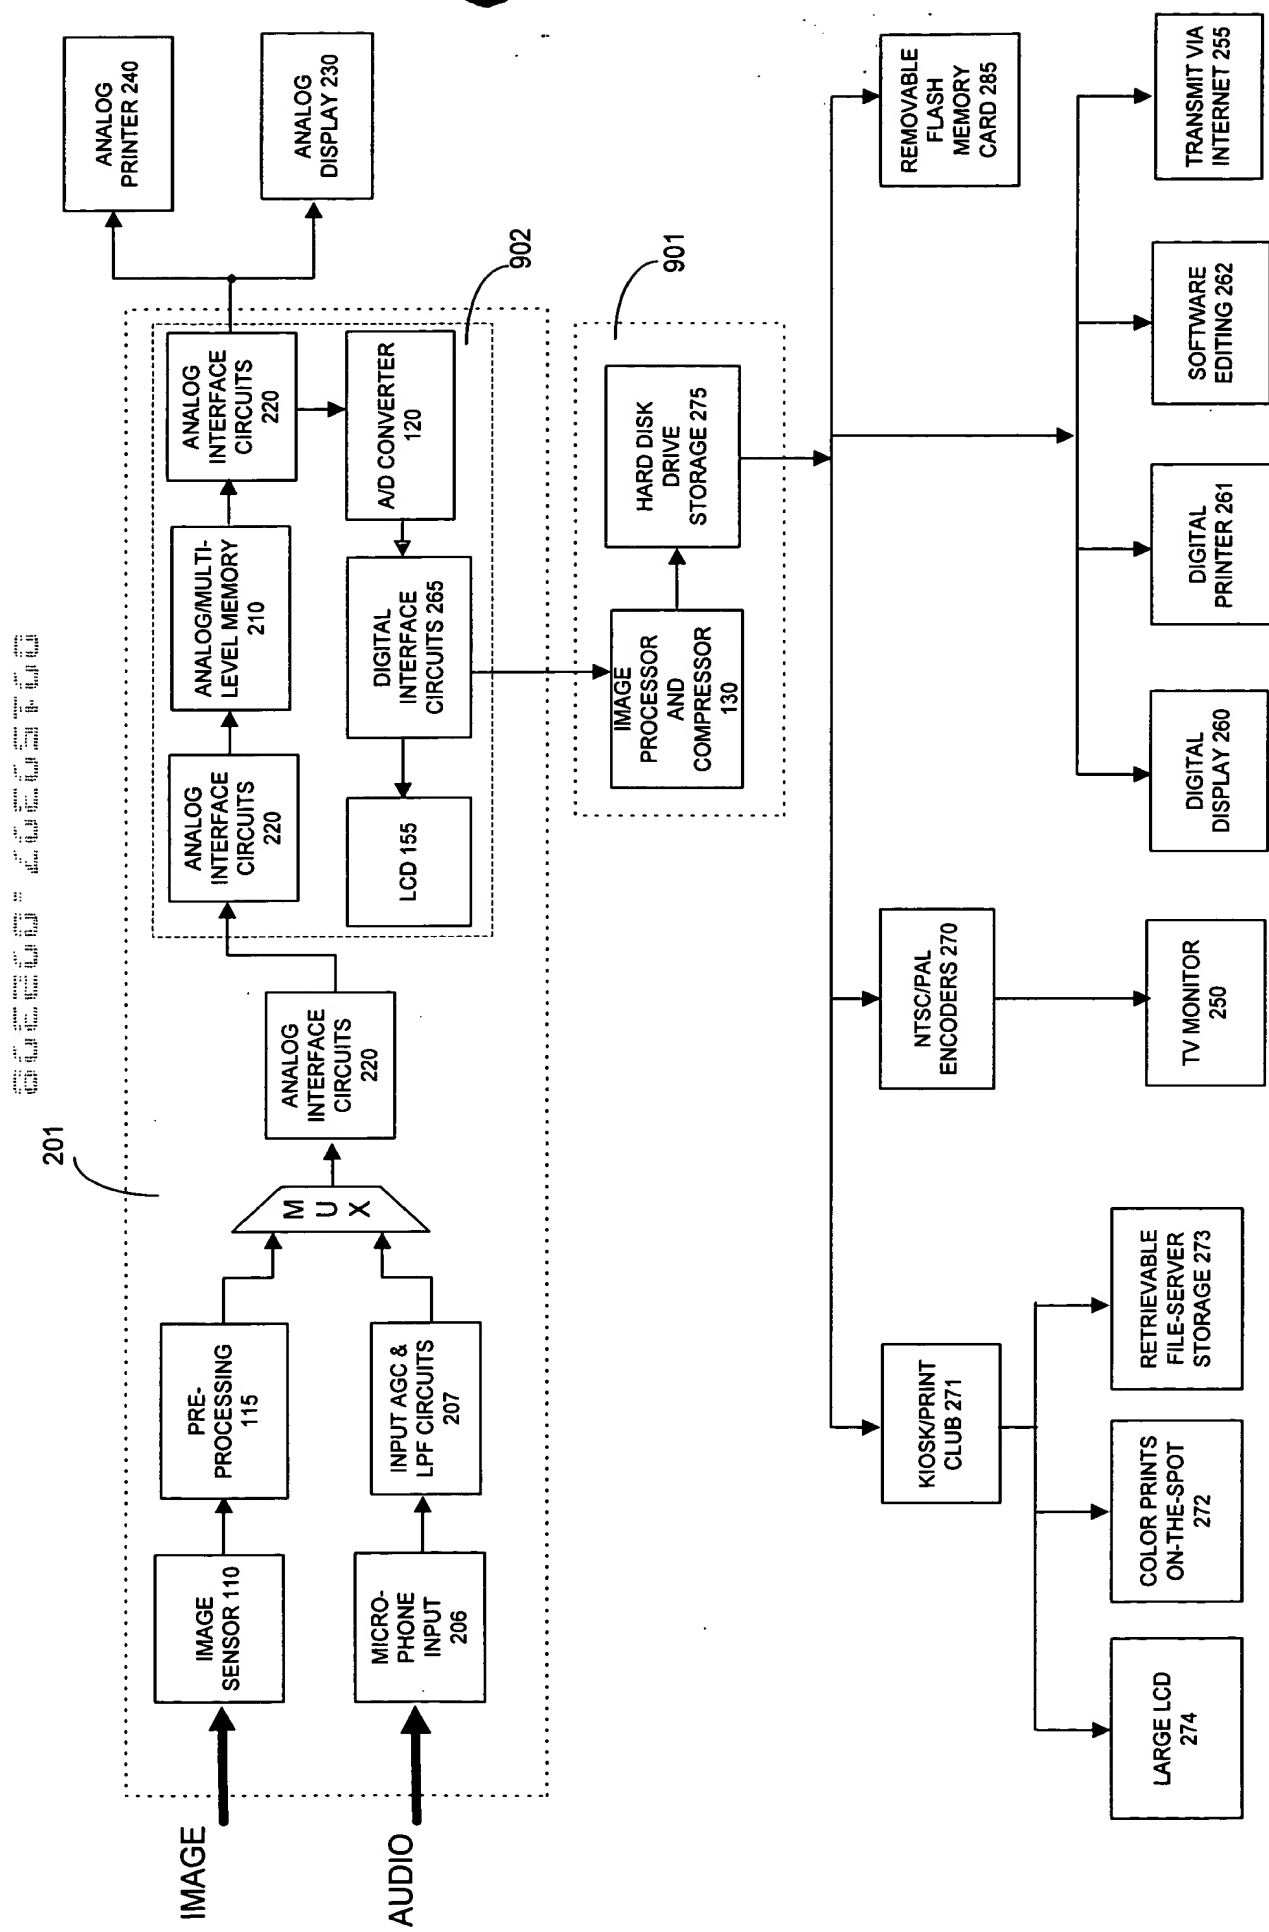 201
IMAGE
AUDIO
IMAGE
SENSOR 110
PRE-
PROCESSING
115
MICRO-
PHONE
INPUT
206
INPUT AGC &
LPF CIRCUITS
207
M
U
X
ANALOG
INTERFACE
CIRCUITS
220
ANALOG
INTERFACE
CIRCUITS
220
ANALOG/MULTI-
LEVEL MEMORY
210
ANALOG
INTERFACE
CIRCUITS
220
LCD 155
DIGITAL
INTERFACE
CIRCUITS 265
A/D CONVERTER
120
ANALOG
PRINTER 240
ANALOG
DISPLAY 230
902
901
IMAGE
PROCESSOR
AND
COMPRESSOR
130
HARD DISK
DRIVE
STORAGE 275
KIOSK/PRINT
CLUB 271
NTSC/PAL
ENCODERS 270
REMOVABLE
FLASH
MEMORY
CARD 285
LARGE LCD
274
COLOR PRINTS
ON-THE-SPOT
272
RETRIEVABLE
FILE-SERVER
STORAGE 273
TV MONITOR
250
DIGITAL
DISPLAY 260
DIGITAL
PRINTER 261
SOFTWARE
EDITING 262
TRANSMIT VIA
INTERNET 255